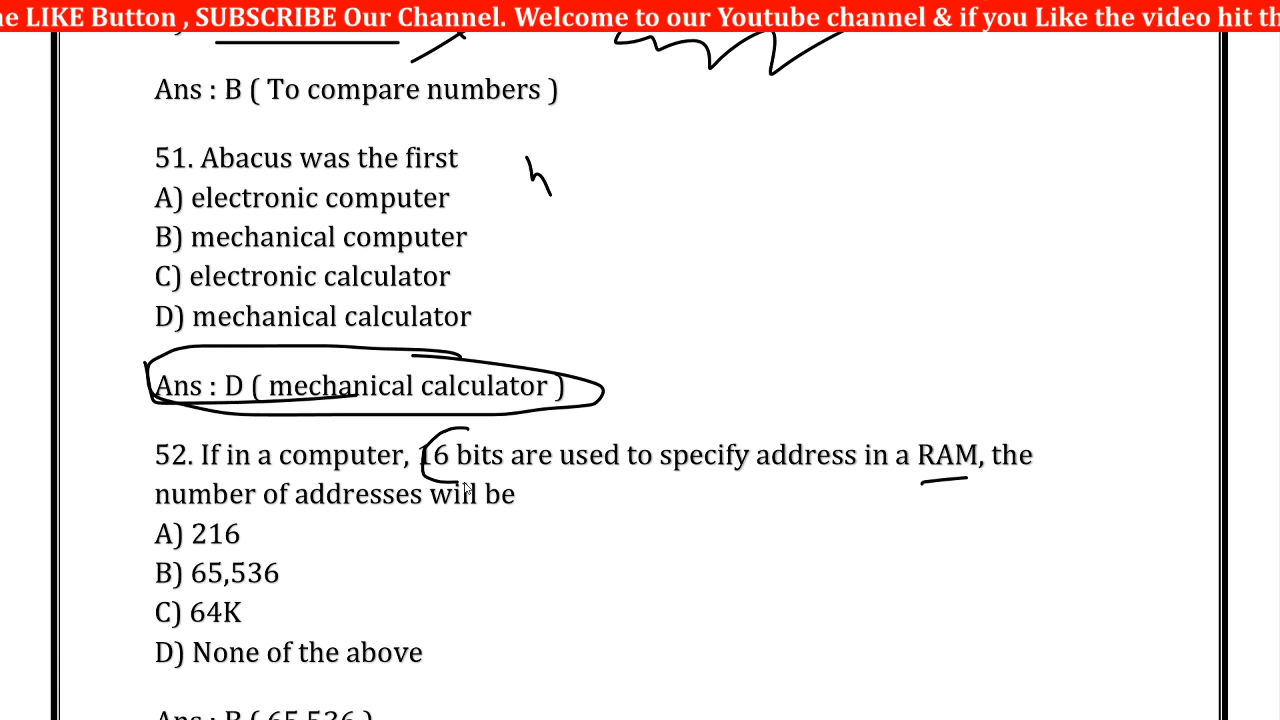 e LIKE Button , SUBSCRIBE Our Channel. Welcome to our Youtube channel & if you Like the video hit th
Ans : B ( To compare numbers )
51. Abacus was the first
A) electronic computer
B) mechanical computer
C) electronic calculator
D) mechanical calculator
Ans : D ( mechanical calculator )
52. If in a computer, 16 bits are used to specify address in a RAM, the
number of addresses will be
A) 216
B) 65,536
C) 64K
D) None of the above
Ans : B ( 65,536 )